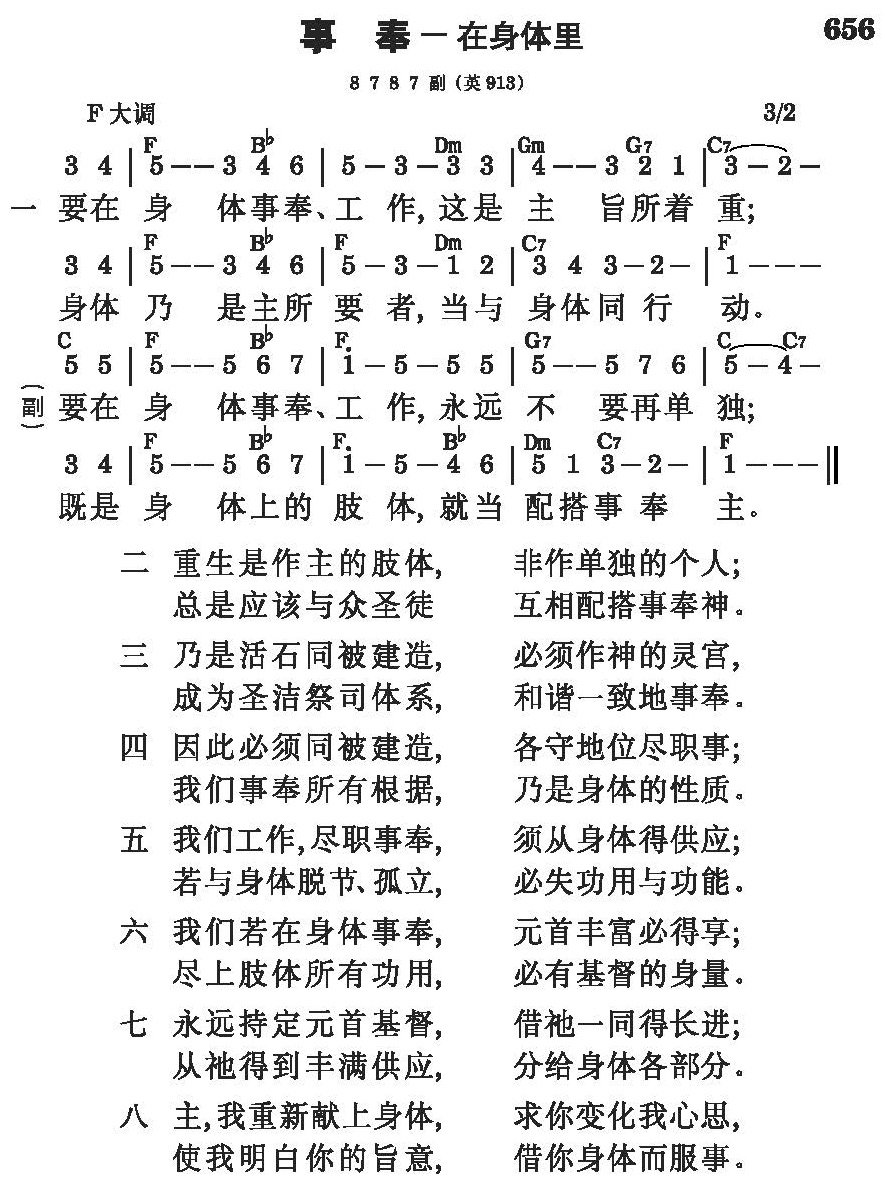 事 奉－在身体里 656
8 7 8 7 副（英913）
F大调 3/2
F B♭ Dm Gm G7 C7
3 4 | 5 – – 3 4 6 | 5 – 3 – 3 3 | 4 – – 3 2 1 | 3 – 2 –
一 要在 身 体事奉、工 作, 这是 主 旨所着 重;
F B♭ F Dm C7 F
3 4 | 5 – – 3 4 6 | 5 – 3 – 1 2 | 3 4 3 – 2 – | 1 – – –
身体 乃 是主所 要 者, 当与 身体同 行 动。
C F B♭ F G7 C C7
5 5 | 5 – – 5 6 7 | 1̇ – 5 – 5 5 | 5 – – 5 7 6 | 5 – 4 –
（副） 要在 身 体事奉、工 作, 永远 不 要再单 独;
F B♭ F B♭ Dm C7 F
3 4 | 5 – – 5 6 7 | 1̇ – 5 – 4 6 | 5 1 3 – 2 – | 1 – – – ‖
既是 身 体上的 肢 体, 就当 配搭事 奉 主。
二 重生是作主的肢体, 非作单独的个人;
总是应该与众圣徒 互相配搭事奉神。
三 乃是活石同被建造, 必须作神的灵宫,
成为圣洁祭司体系, 和谐一致地事奉。
四 因此必须同被建造, 各守地位尽职事;
我们事奉所有根据, 乃是身体的性质。
五 我们工作,尽职事奉, 须从身体得供应;
若与身体脱节、孤立, 必失功用与功能。
六 我们若在身体事奉, 元首丰富必得享;
尽上肢体所有功用, 必有基督的身量。
七 永远持定元首基督, 借祂一同得长进;
从祂得到丰满供应, 分给身体各部分。
八 主,我重新献上身体, 求你变化我心思,
使我明白你的旨意, 借你身体而服事。